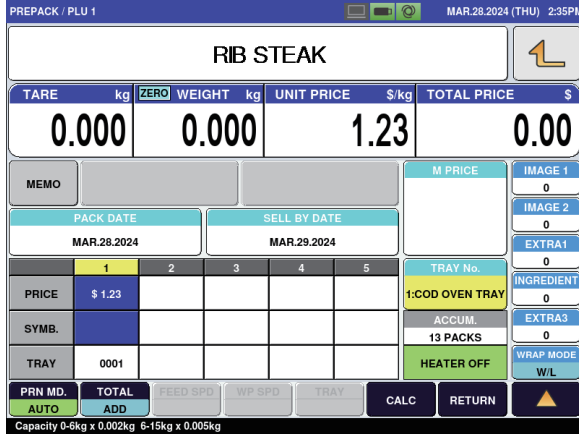 PREPACK / PLU 1 MAR.28.2024 (THU) 2:35PM
RIB STEAK
TARE kg ZERO WEIGHT kg UNIT PRICE $/kg TOTAL PRICE $
0.000 0.000 1.23 0.00
MEMO M PRICE IMAGE 1
0
IMAGE 2
0
PACK DATE SELL BY DATE
MAR.28.2024 MAR.29.2024 EXTRA1
0
1 2 3 4 5 TRAY No. INGREDIENT
PRICE $ 1.23 1:COD OVEN TRAY 0
SYMB. ACCUM. EXTRA3
13 PACKS 0
TRAY 0001 HEATER OFF WRAP MODE
W/L
PRN MD. TOTAL FEED SPD WP SPD TRAY CALC RETURN
AUTO ADD
Capacity 0-6kg x 0.002kg 6-15kg x 0.005kg